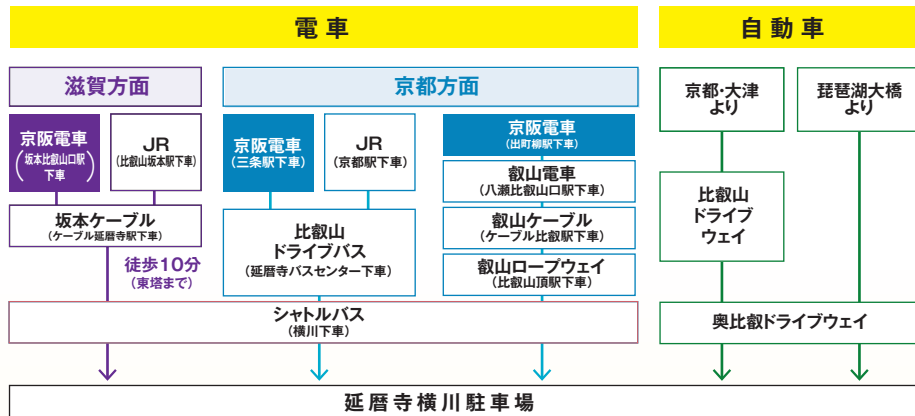 電車
自動車
滋賀方面
京都方面
京阪電車
(坂本比叡山口駅
下車)
JR
(比叡山坂本駅下車)
坂本ケーブル
(ケーブル延暦寺駅下車)
徒歩10分
(東塔まで)
京阪電車
(三条駅下車)
JR
(京都駅下車)
比叡山
ドライブバス
(延暦寺バスセンター下車)
京阪電車
(出町柳駅下車)
叡山電車
(八瀬比叡山口駅下車)
叡山ケーブル
(ケーブル比叡駅下車)
叡山ロープウェイ
(比叡山頂駅下車)
シャトルバス
(横川下車)
京都・大津
より
琵琶湖大橋
より
比叡山
ドライブ
ウェイ
奥比叡ドライブウェイ
延暦寺横川駐車場